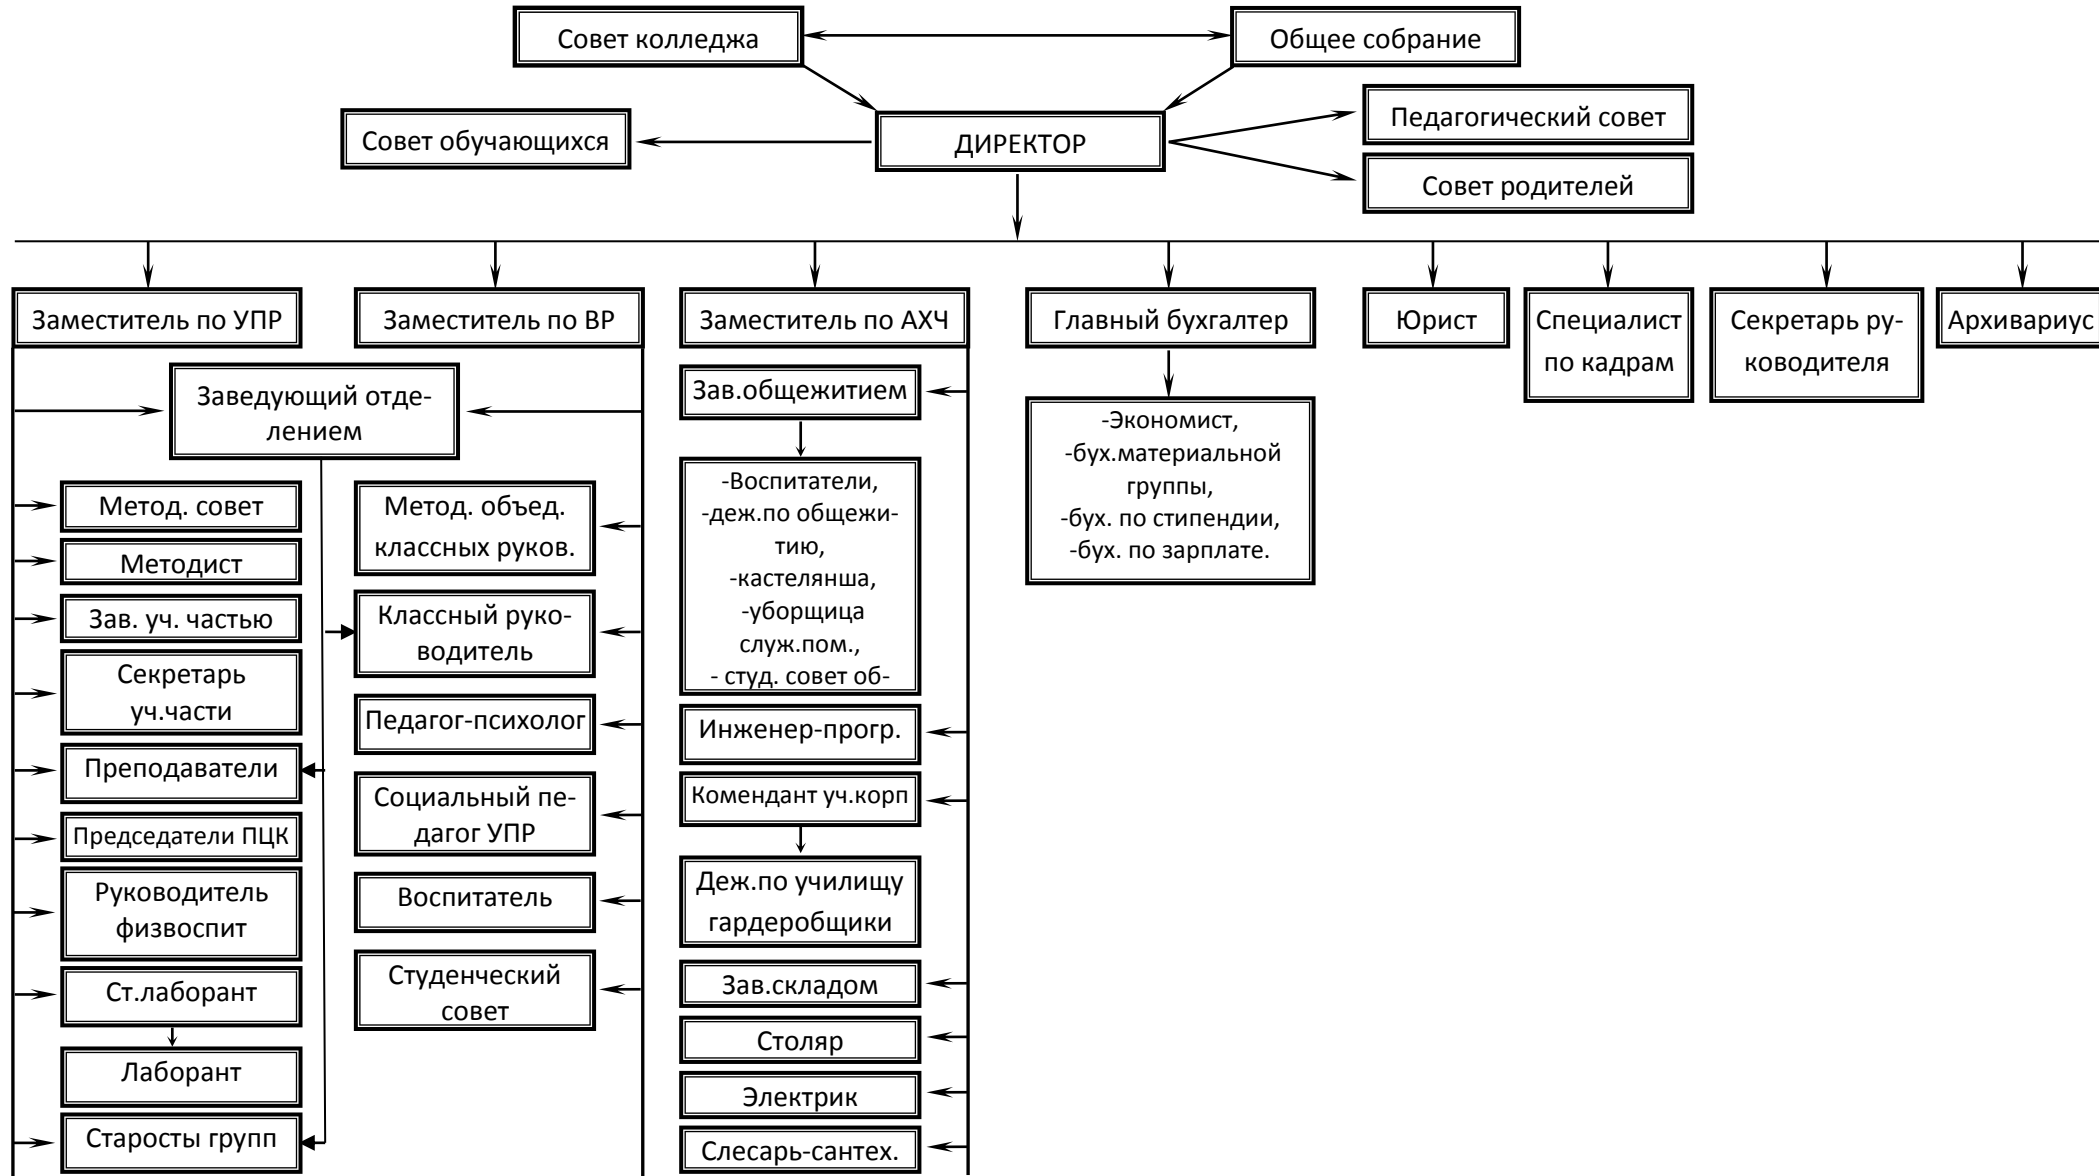 Совет колледжа
Общее собрание
Педагогический совет
Совет обучающихся
ДИРЕКТОР
Совет родителей
Заместитель по УПР
Заместитель по ВР
Заместитель по АХЧ
Главный бухгалтер
Юрист
Специалист
по кадрам
Секретарь ру-
ководителя
Архивариус
Заведующий отде-
лением
Метод. совет
Методист
Зав. уч. частью
Секретарь
уч.части
Преподаватели
Председатели ПЦК
Руководитель
физвоспит
Ст.лаборант
Лаборант
Старосты групп
Метод. объед.
классных руков.
Классный руко-
водитель
Педагог-психолог
Социальный пе-
дагог УПР
Воспитатель
Студенческий
совет
Зав.общежитием
-Воспитатели,
-деж.по общежи-
тию,
-кастелянша,
-уборщица
служ.пом.,
- студ. совет об-
Инженер-прогр.
Комендант уч.корп
Деж.по училищу
гардеробщики
Зав.складом
Столяр
Электрик
Слесарь-сантех.
-Экономист,
-бух.материальной
группы,
-бух. по стипендии,
-бух. по зарплате.